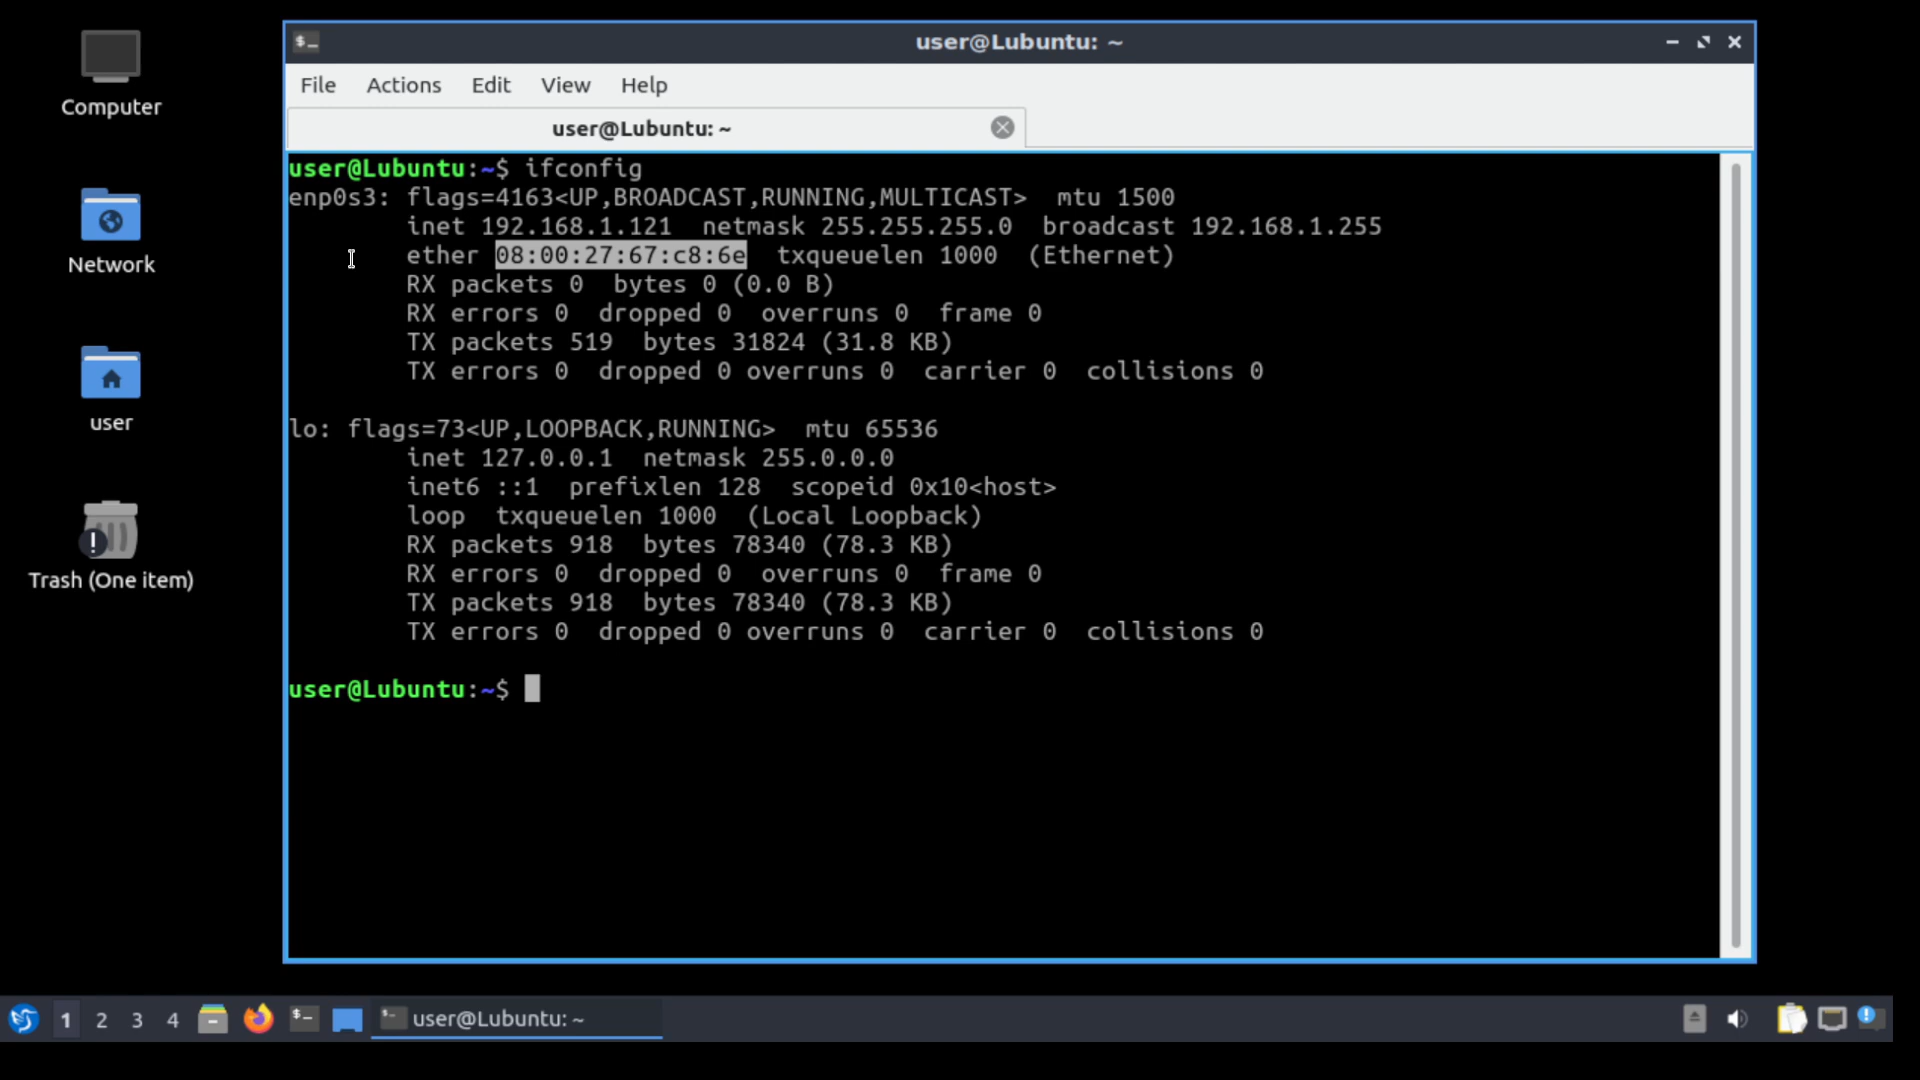 user@Lubuntu: ~
File Actions Edit View Help
user@Lubuntu: ~
user@Lubuntu:~$ ifconfig
enp0s3: flags=4163<UP,BROADCAST,RUNNING,MULTICAST>  mtu 1500
        inet 192.168.1.121  netmask 255.255.255.0  broadcast 192.168.1.255
        ether 08:00:27:67:c8:6e  txqueuelen 1000  (Ethernet)
        RX packets 0  bytes 0 (0.0 B)
        RX errors 0  dropped 0  overruns 0  frame 0
        TX packets 519  bytes 31824 (31.8 KB)
        TX errors 0  dropped 0 overruns 0  carrier 0  collisions 0
lo: flags=73<UP,LOOPBACK,RUNNING>  mtu 65536
        inet 127.0.0.1  netmask 255.0.0.0
        inet6 ::1  prefixlen 128  scopeid 0x10<host>
        loop  txqueuelen 1000  (Local Loopback)
        RX packets 918  bytes 78340 (78.3 KB)
        RX errors 0  dropped 0  overruns 0  frame 0
        TX packets 918  bytes 78340 (78.3 KB)
        TX errors 0  dropped 0 overruns 0  carrier 0  collisions 0
user@Lubuntu:~$
Computer
Network
user
Trash (One item)
1 2 3 4 user@Lubuntu: ~